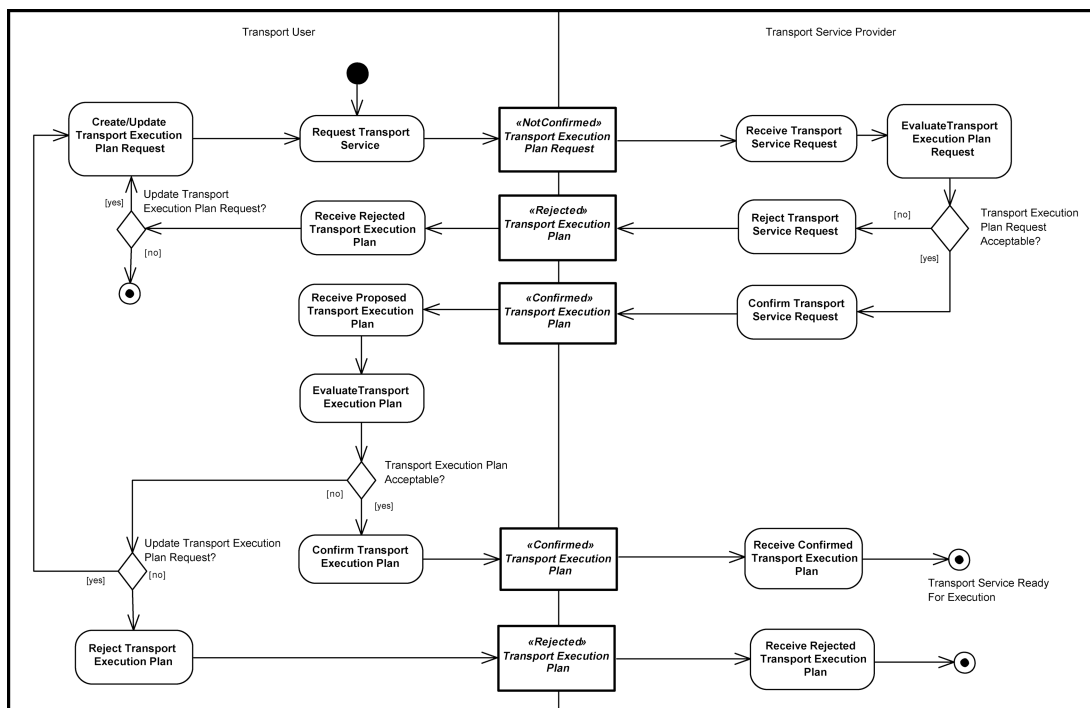 Transport User
Transport Service Provider
Create/Update
Transport Execution
Plan Request
Request Transport
Service
«NotConfirmed»
Transport Execution
Plan Request
Receive Transport
Service Request
EvaluateTransport
Execution Plan
Request
[yes]
Update Transport
Execution Plan Request?
[no]
Receive Rejected
Transport Execution
Plan
«Rejected»
Transport Execution
Plan
Reject Transport
Service Request
[no]
[yes]
Transport Execution
Plan Request
Acceptable?
Receive Proposed
Transport Execution
Plan
«Confirmed»
Transport Execution
Plan
Confirm Transport
Service Request
EvaluateTransport
Execution Plan
Transport Execution Plan
Acceptable?
[no]
[yes]
Update Transport Execution
Plan Request?
[yes]
[no]
Confirm Transport
Execution Plan
«Confirmed»
Transport Execution
Plan
Receive Confirmed
Transport Execution
Plan
Transport Service Ready
For Execution
Reject Transport
Execution Plan
«Rejected»
Transport Execution
Plan
Receive Rejected
Transport Execution
Plan